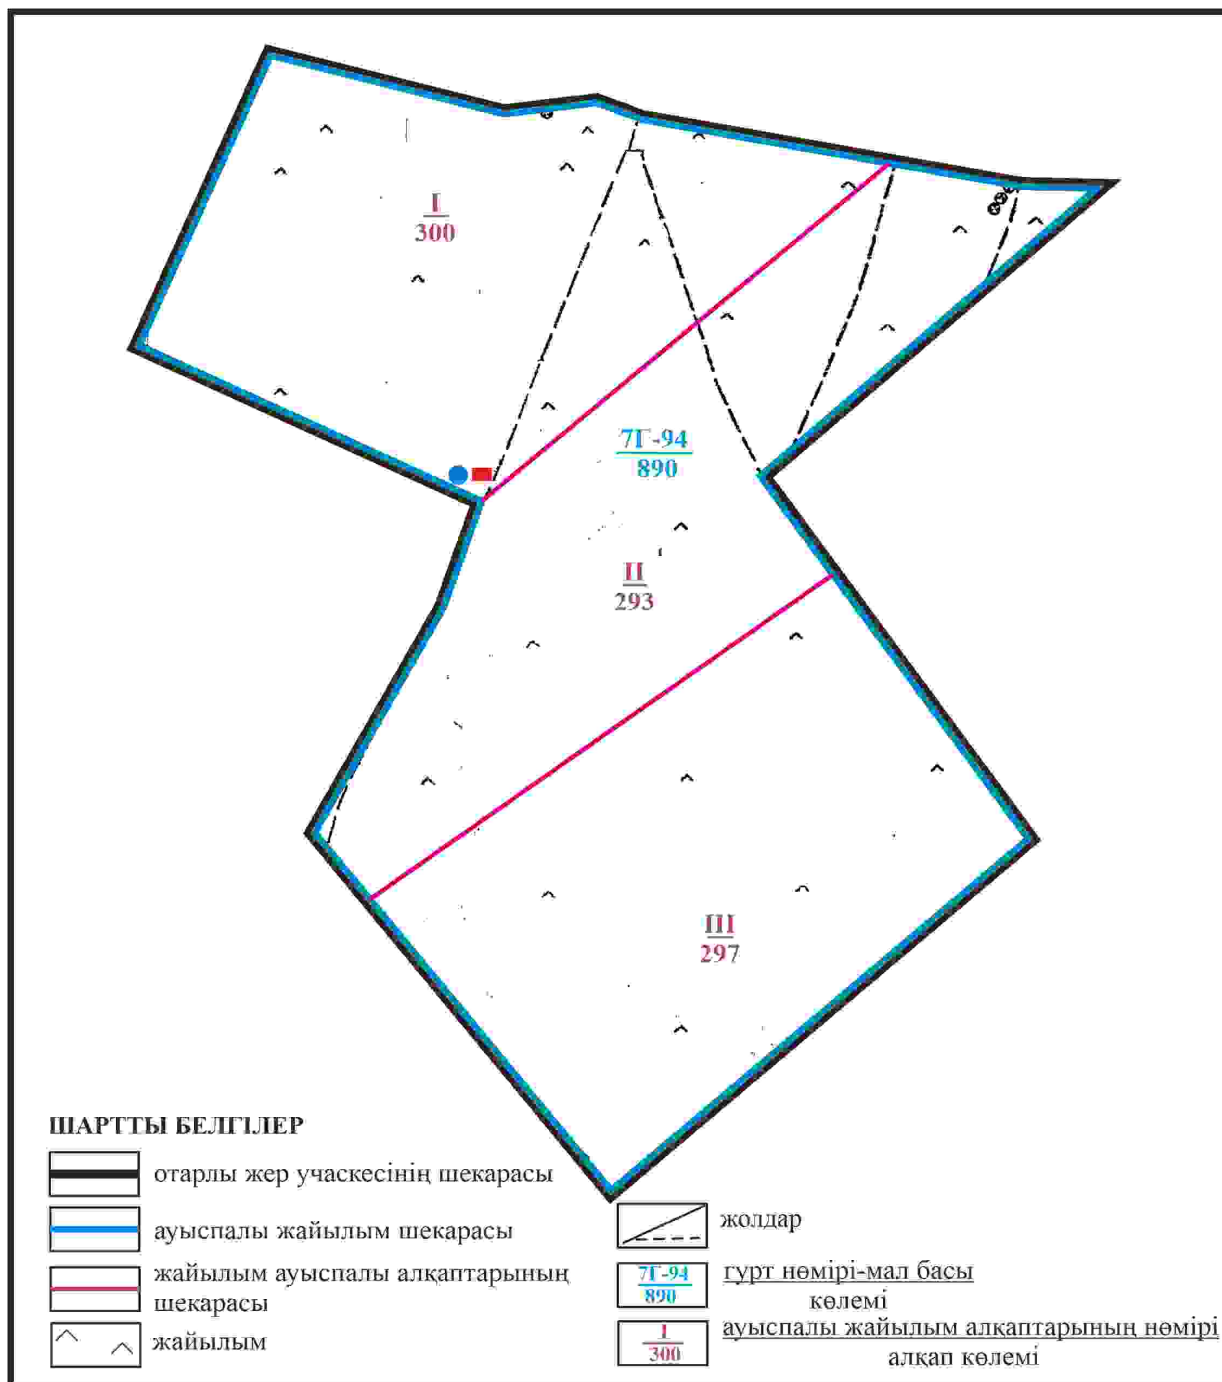 I
300
7Г-94
890
II
293
III
297
ШАРТТЫ БЕЛГІЛЕР
отарлы жер учаскесінің шекарасы
ауыспалы жайылым шекарасы
жайылым ауыспалы алқаптарының
шекарасы
жайылым
жолдар
7Г-94
890
гурт нөмірі-мал басы
көлемі
I
300
ауыспалы жайылым алқаптарының нөмірі
алқап көлемі